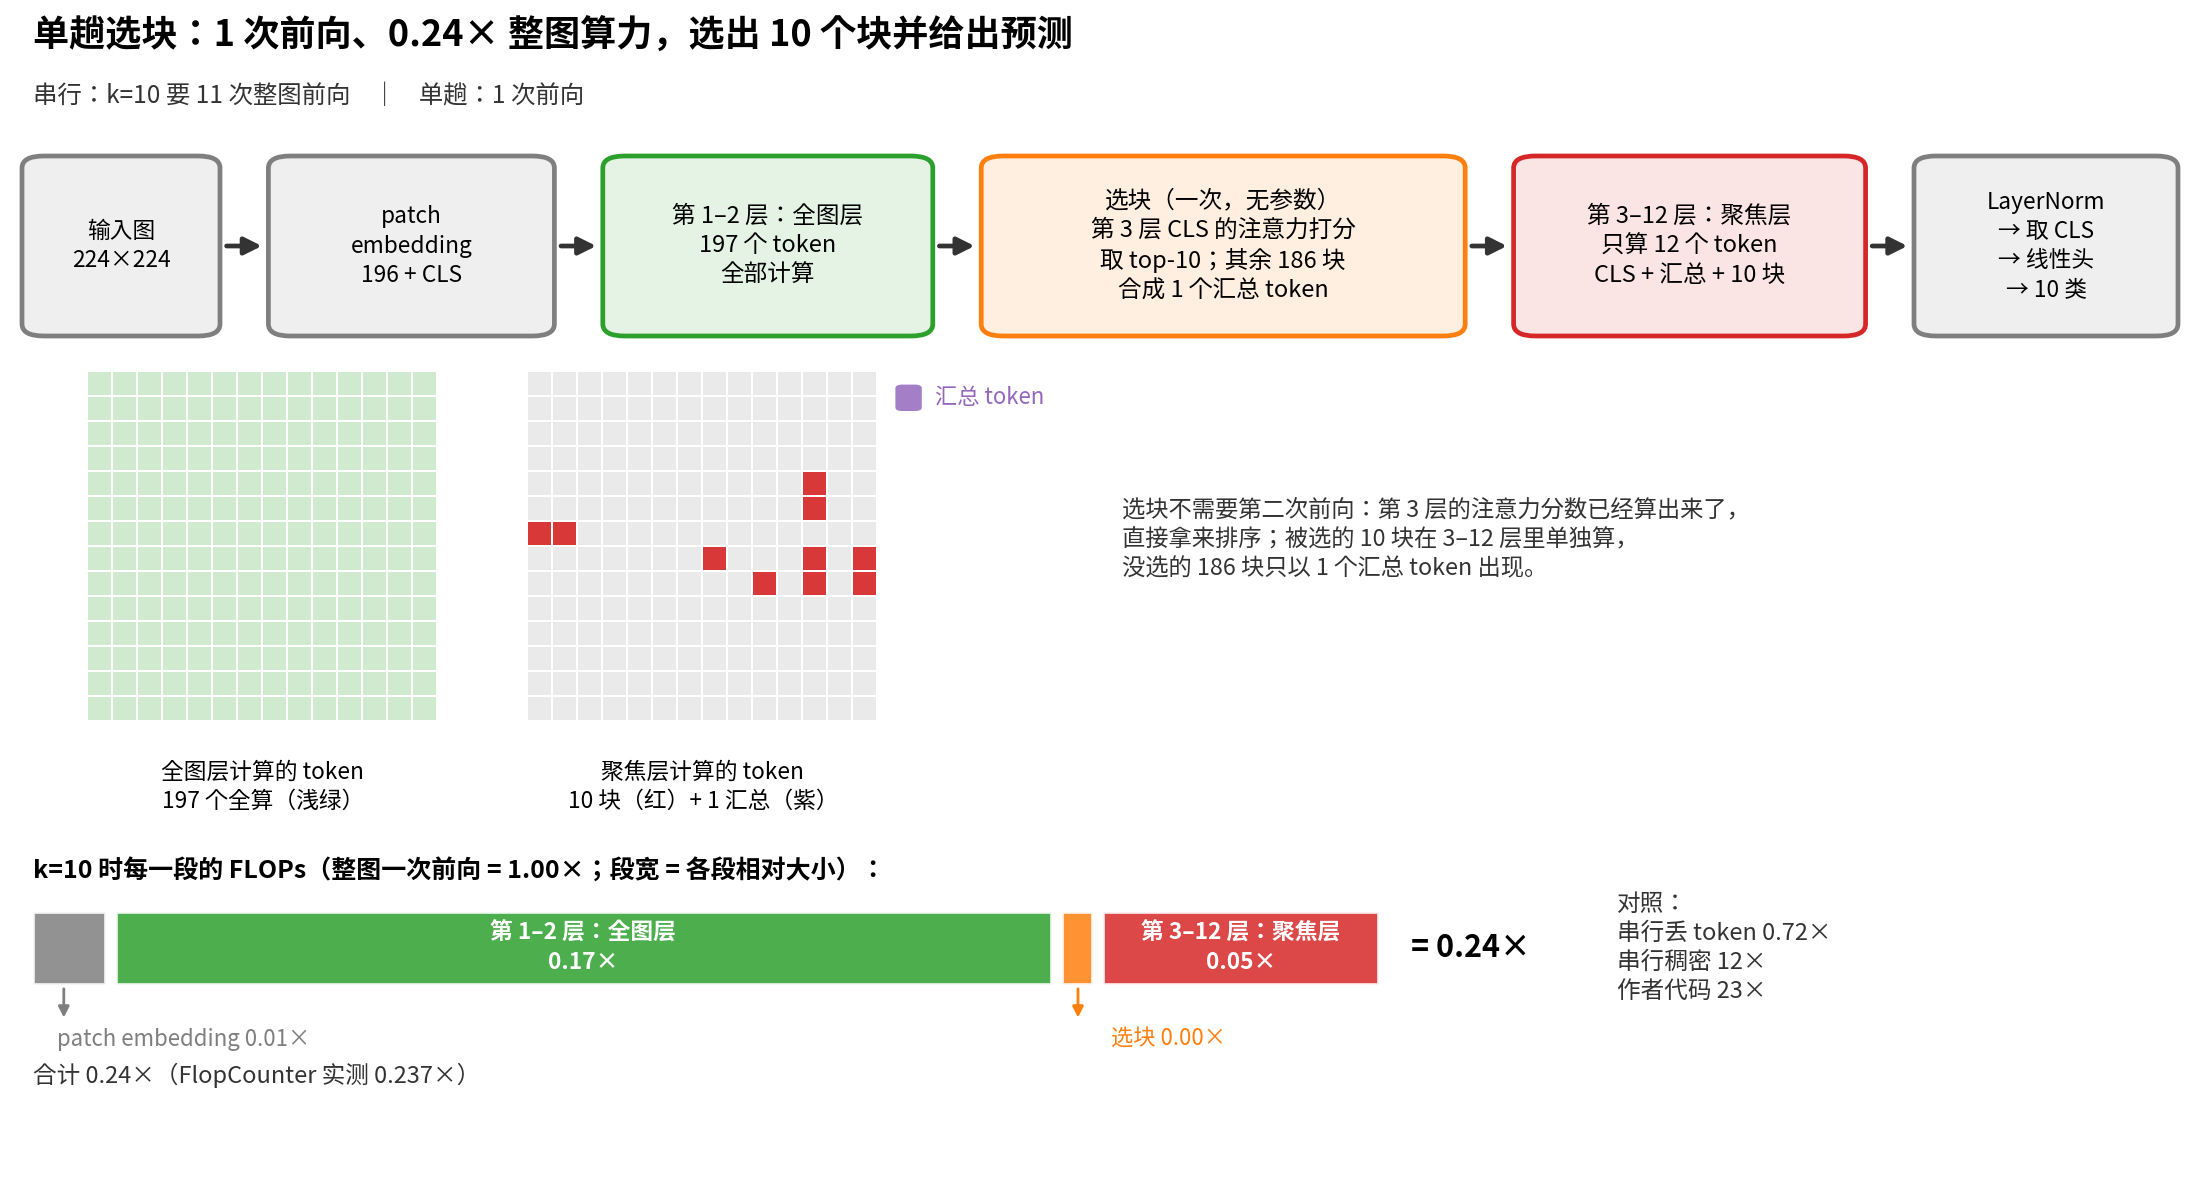 单趟选块：1 次前向、0.24× 整图算力，选出 10 个块并给出预测
串行：k=10 要 11 次整图前向 ｜ 单趟：1 次前向
输入图
224×224
patch
embedding
196 + CLS
第 1–2 层：全图层
197 个 token
全部计算
选块（一次，无参数）
第 3 层 CLS 的注意力打分
取 top-10；其余 186 块
合成 1 个汇总 token
第 3–12 层：聚焦层
只算 12 个 token
CLS + 汇总 + 10 块
LayerNorm
→ 取 CLS
→ 线性头
→ 10 类
汇总 token
选块不需要第二次前向：第 3 层的注意力分数已经算出来了，
直接拿来排序；被选的 10 块在 3–12 层里单独算，
没选的 186 块只以 1 个汇总 token 出现。
全图层计算的 token
197 个全算（浅绿）
聚焦层计算的 token
10 块（红）+ 1 汇总（紫）
k=10 时每一段的 FLOPs（整图一次前向 = 1.00×；段宽 = 各段相对大小）：
第 1–2 层：全图层
0.17×
第 3–12 层：聚焦层
0.05×
= 0.24×
对照：
串行丢 token 0.72×
串行稠密 12×
作者代码 23×
patch embedding 0.01×
选块 0.00×
合计 0.24×（FlopCounter 实测 0.237×）